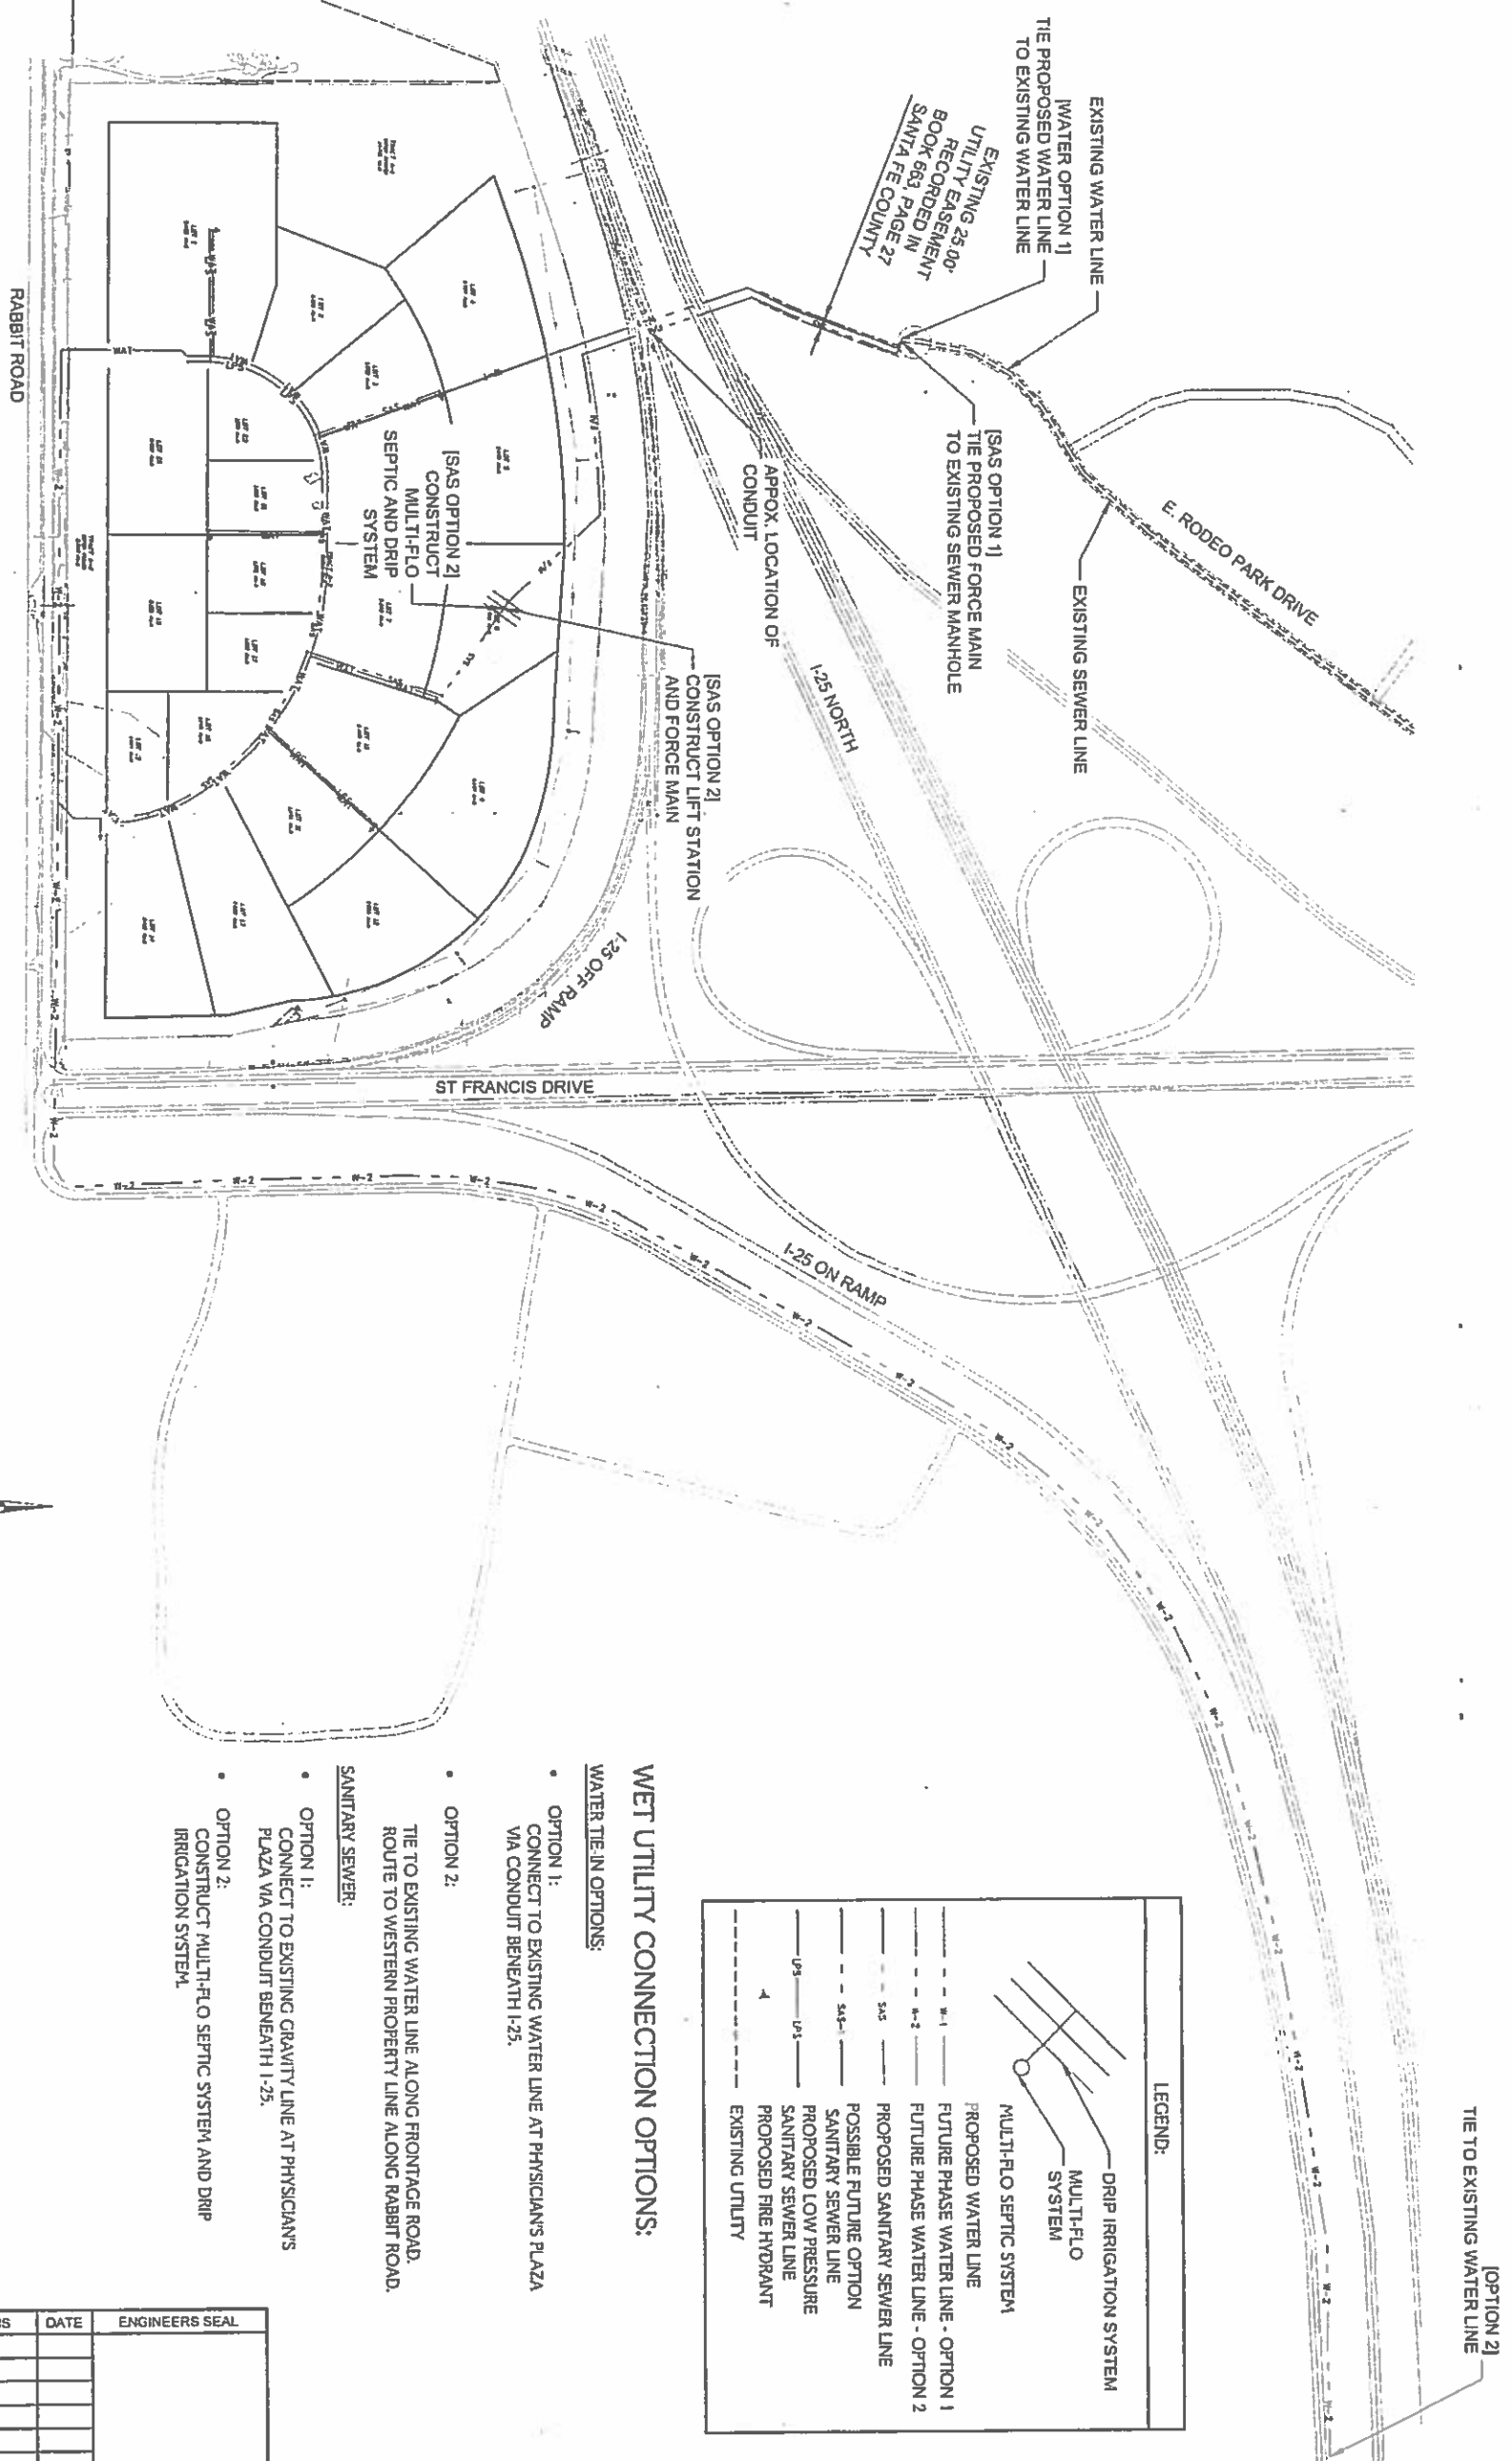 [OPTION 2]
TIE TO EXISTING WATER LINE
EXISTING WATER LINE
[WATER OPTION 1]
TIE PROPOSED WATER LINE
TO EXISTING WATER LINE
EXISTING 25.00'
UTILITY EASEMENT
RECORDED IN
BOOK 663, PAGE 27
SANTA FE COUNTY
E. RODEO PARK DRIVE
EXISTING SEWER LINE
[SAS OPTION 1]
TIE PROPOSED FORCE MAIN
TO EXISTING SEWER MANHOLE
APPOX. LOCATION OF
CONDUIT
I-25 NORTH
[SAS OPTION 2]
CONSTRUCT LIFT STATION
AND FORCE MAIN
[SAS OPTION 2]
CONSTRUCT
MULTI-FLO
SEPTIC AND DRIP
SYSTEM
I-25 OFF RAMP
ST FRANCIS DRIVE
I-25 ON RAMP
RABBIT ROAD
LEGEND:
DRIP IRRIGATION SYSTEM
MULTI-FLO
SYSTEM
MULTI-FLO SEPTIC SYSTEM
PROPOSED WATER LINE
W-1 FUTURE PHASE WATER LINE - OPTION 1
W-2 FUTURE PHASE WATER LINE - OPTION 2
SAS PROPOSED SANITARY SEWER LINE
SAS-1 POSSIBLE FUTURE OPTION
SANITARY SEWER LINE
LPS LPS PROPOSED LOW PRESSURE
SANITARY SEWER LINE
PROPOSED FIRE HYDRANT
EXISTING UTILITY
WET UTILITY CONNECTION OPTIONS:
WATER TIE-IN OPTIONS:
• OPTION 1:
CONNECT TO EXISTING WATER LINE AT PHYSICIAN'S PLAZA
VIA CONDUIT BENEATH I-25.
• OPTION 2:
TIE TO EXISTING WATER LINE ALONG FRONTAGE ROAD.
ROUTE TO WESTERN PROPERTY LINE ALONG RABBIT ROAD.
SANITARY SEWER:
• OPTION 1:
CONNECT TO EXISTING GRAVITY LINE AT PHYSICIAN'S
PLAZA VIA CONDUIT BENEATH I-25.
• OPTION 2:
CONSTRUCT MULTI-FLO SEPTIC SYSTEM AND DRIP
IRRIGATION SYSTEM.
ENGINEERS SEAL
DATE